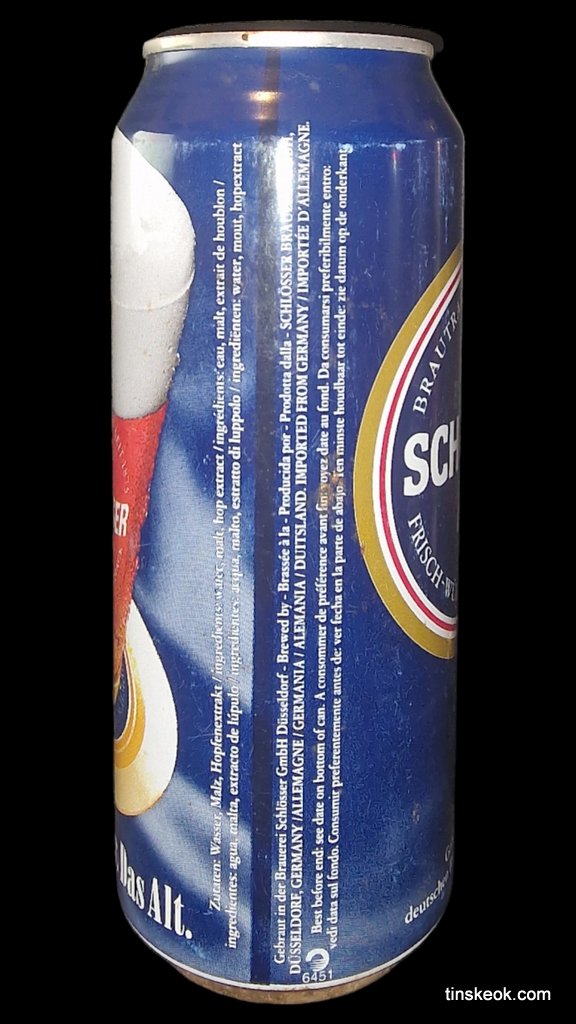 Zutaten: Wasser, Malz, Hopfenextrakt / ingredients: water, malt, hop extract / ingrédients: eau, malt, extrait de houblon /
ingredientes: agua, malta, extracto de lúpulo / ingredientes: acqua, malto, estratto di luppolo / ingrediënten: water, mout, hopextract
Gebraut in der Brauerei Schlösser GmbH Düsseldorf - Brewed by - Brassée à la - Producida por - Prodotta dalla - SCHLÖSSER
DÜSSELDORF, GERMANY / ALLEMAGNE / GERMANIA / ALEMANIA / DUITSLAND. IMPORTED FROM GERMANY / IMPORTÉE D'ALLEMAGNE.
Best before end: see date on bottom of can. A consommer de préférence avant fin: voyez date au fond. Da consumarsi preferibilmente entro:
vedi data sul fondo. Consumir preferentemente antes de: ver fecha en la parte de abajo. Ten minste houdbaar tot einde: zie datum op de onderkant
6451
ER
Das Alt.
BRAUTR
SCH
FRISCH-WÜ
deutscher
tinskeok.com